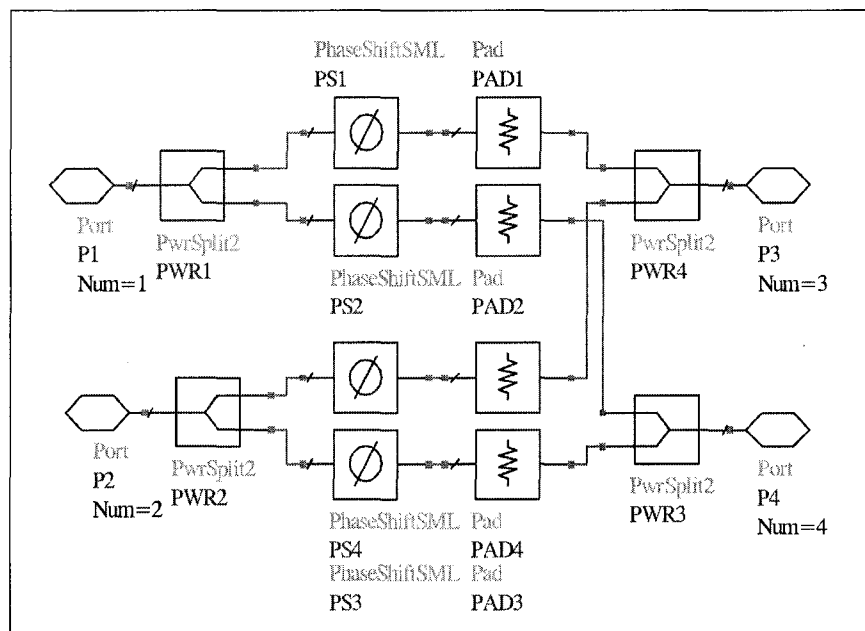 PhaseShiftSML
PS1
Pad
PAD1
Port
P1
Num=1
PwrSplit2
PWR1
PhaseShiftSML
PS2
Pad
PAD2
PwrSplit2
PWR4
Port
P3
Num=3
Port
P2
Num=2
PwrSplit2
PWR2
PhaseShiftSML
PS4
PhaseShiftSML
PS3
Pad
PAD4
Pad
PAD3
PwrSplit2
PWR3
Port
P4
Num=4